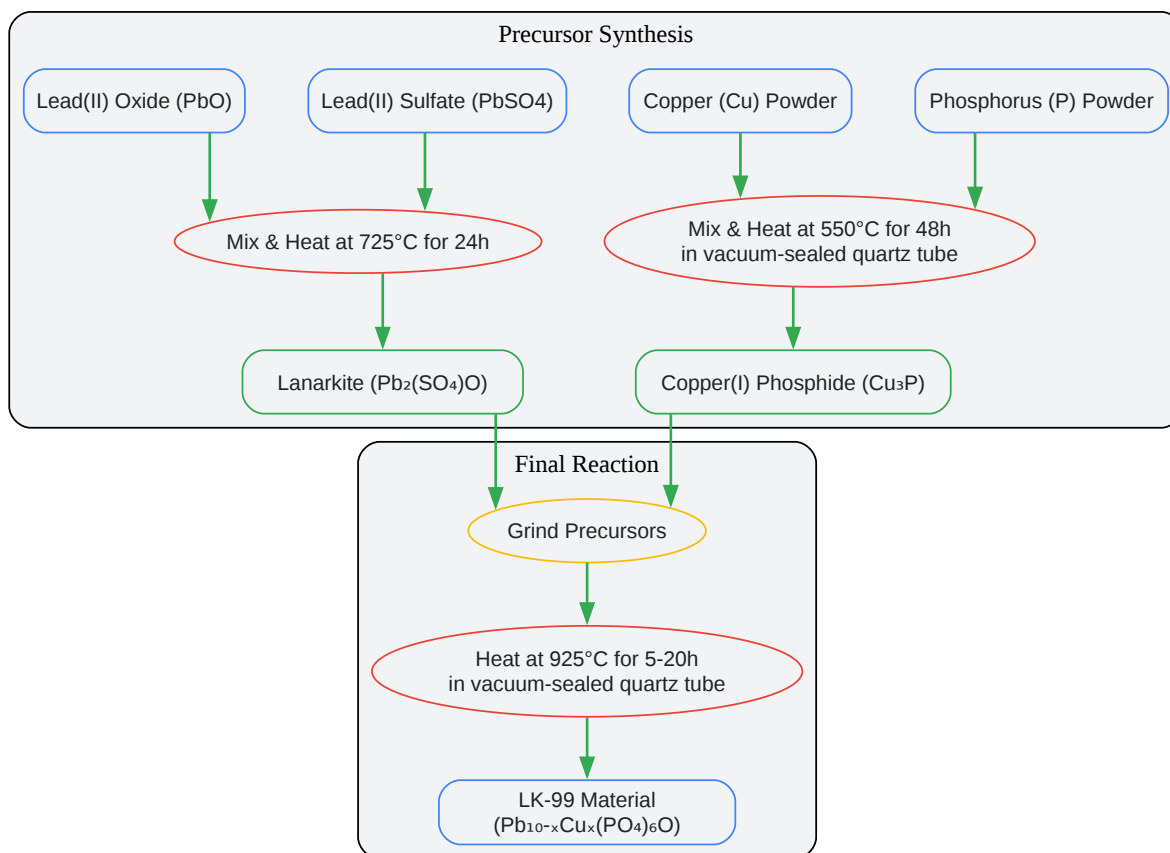 Precursor Synthesis
Lead(II) Oxide (PbO)
Lead(II) Sulfate (PbSO4)
Copper (Cu) Powder
Phosphorus (P) Powder
Mix & Heat at 725°C for 24h
Mix & Heat at 550°C for 48h
in vacuum-sealed quartz tube
Lanarkite (Pb₂(SO₄)O)
Copper(I) Phosphide (Cu₃P)
Final Reaction
Grind Precursors
Heat at 925°C for 5-20h
in vacuum-sealed quartz tube
LK-99 Material
(Pb₁₀-ₓCuₓ(PO₄)₆O)